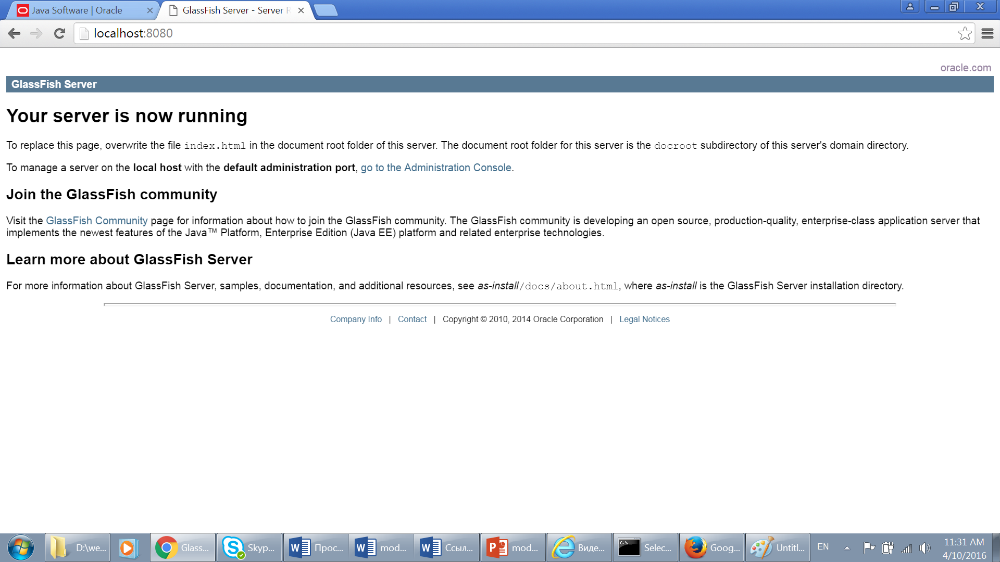 Java Software | Oracle
GlassFish Server - Server R
localhost:8080
oracle.com
GlassFish Server
Your server is now running
To replace this page, overwrite the file index.html in the document root folder of this server. The document root folder for this server is the docroot subdirectory of this server's domain directory.
To manage a server on the local host with the default administration port, go to the Administration Console.
Join the GlassFish community
Visit the GlassFish Community page for information about how to join the GlassFish community. The GlassFish community is developing an open source, production-quality, enterprise-class application server that
implements the newest features of the Java™ Platform, Enterprise Edition (Java EE) platform and related enterprise technologies.
Learn more about GlassFish Server
For more information about GlassFish Server, samples, documentation, and additional resources, see as-install/docs/about.html, where as-install is the GlassFish Server installation directory.
Company Info | Contact | Copyright © 2010, 2014 Oracle Corporation | Legal Notices
D:\we... Glass... Skyp... Прос... mod... Ссыл... mod... Виде... Selec... Goog... Untitl... EN
11:31 AM
4/10/2016